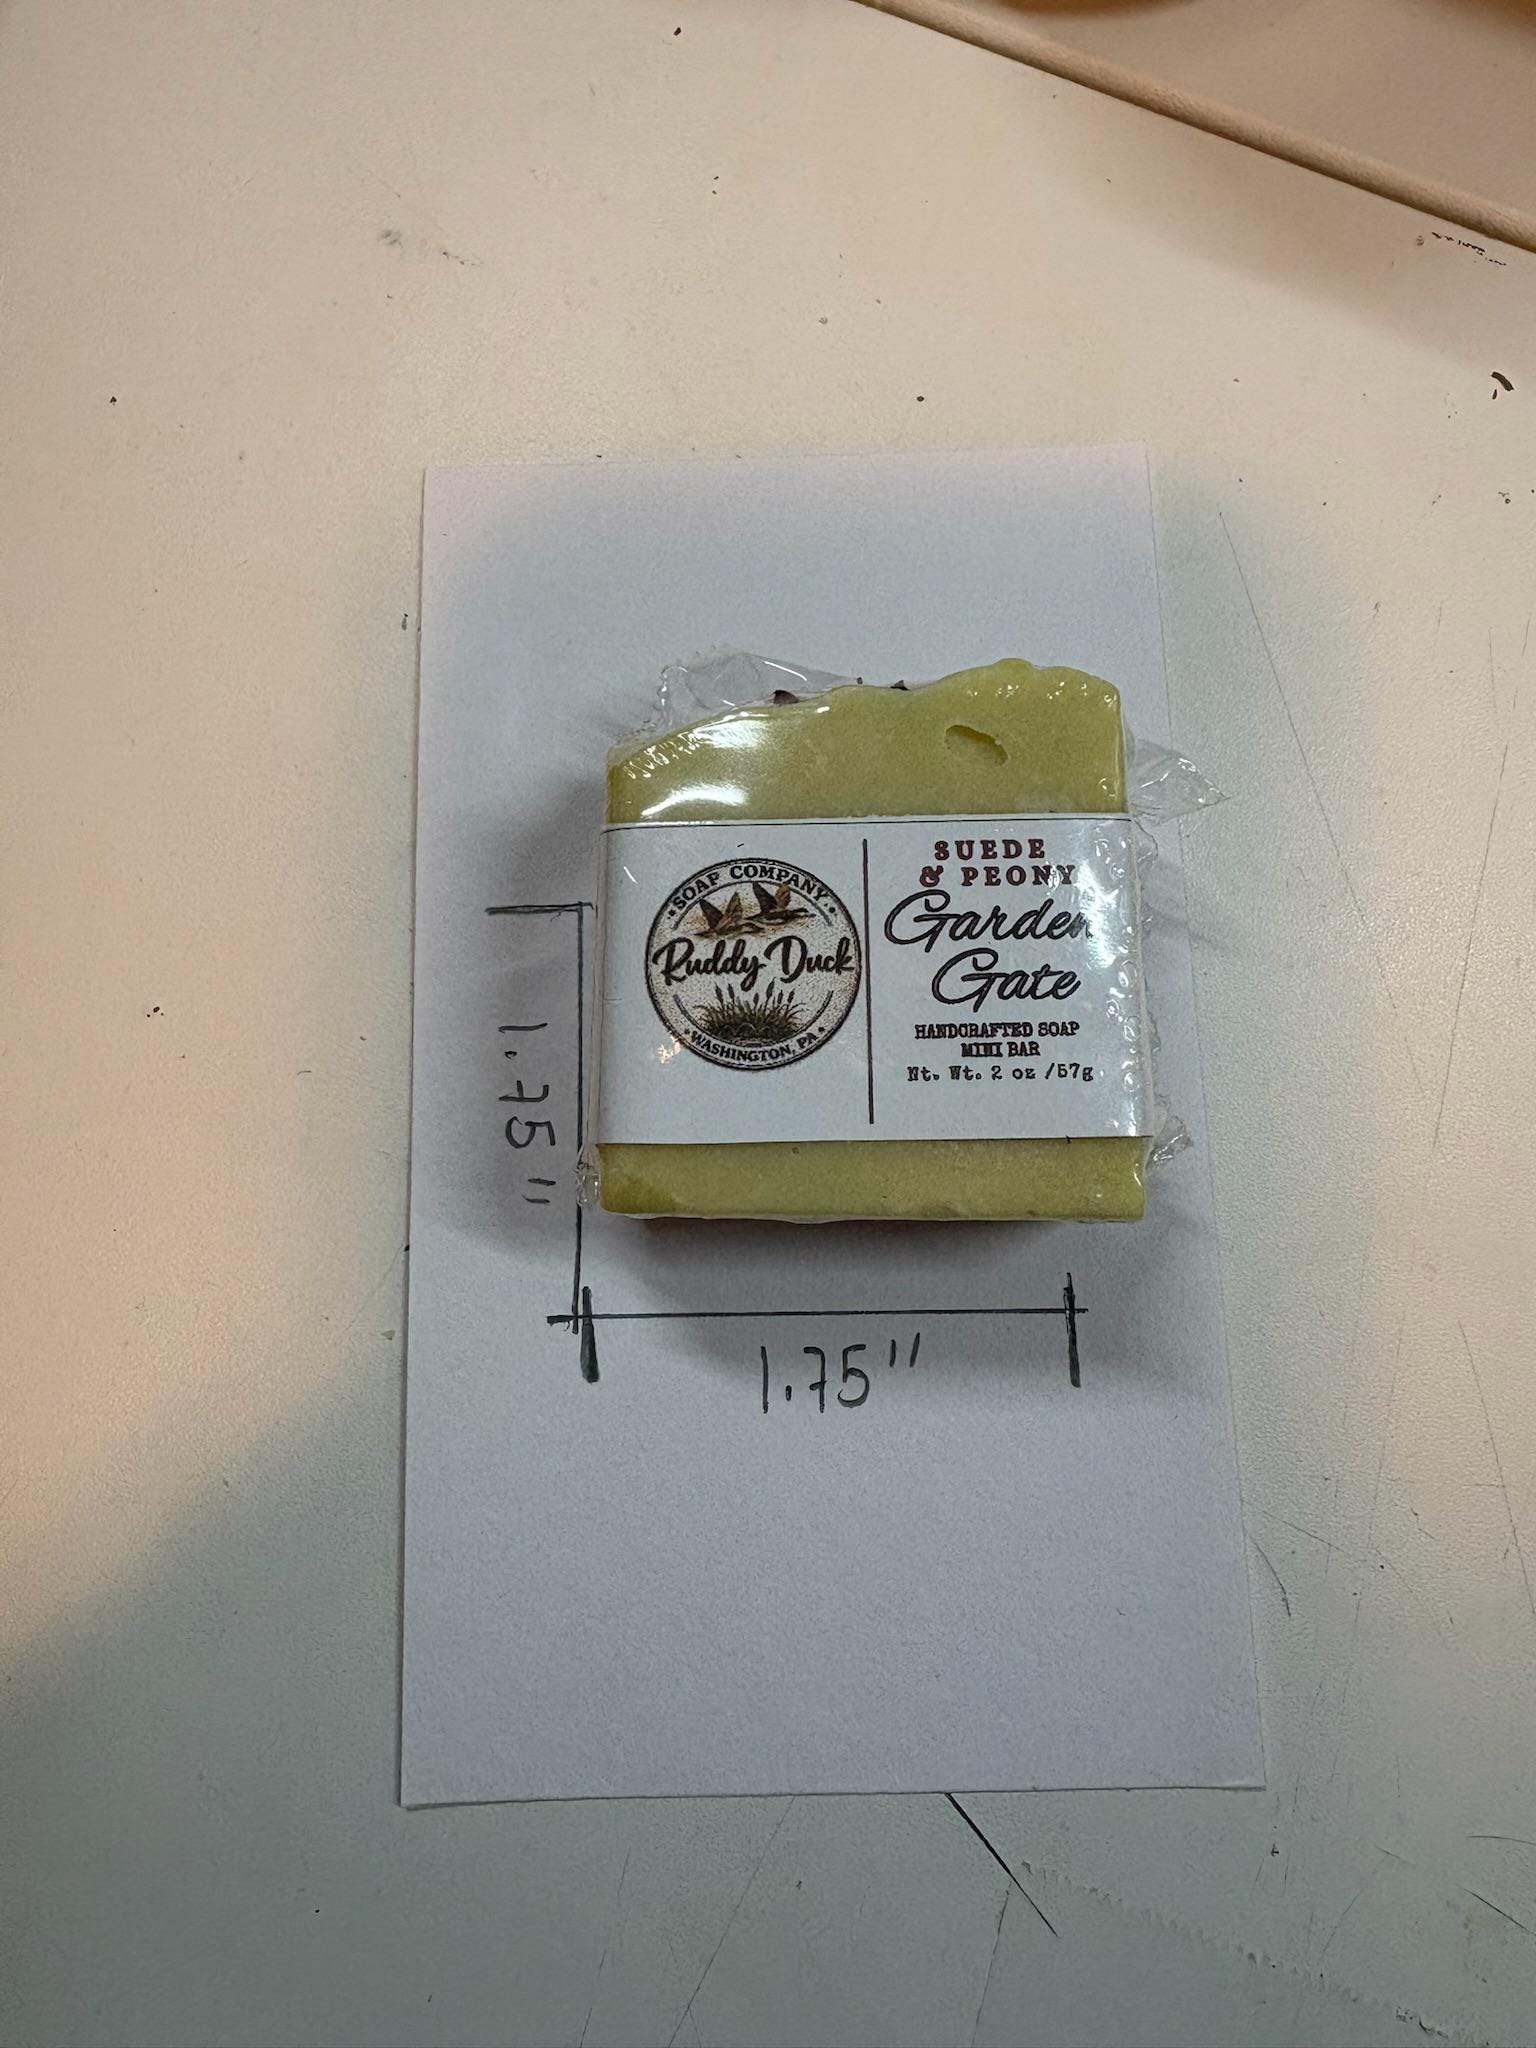 SOAP COMPANY
Ruddy Duck
WASHINGTON, PA
SUEDE
& PEONY
Garden
Gate
HANDCRAFTED SOAP
MINI BAR
Nt. Wt. 2 oz /57g
1.75"
1.75"